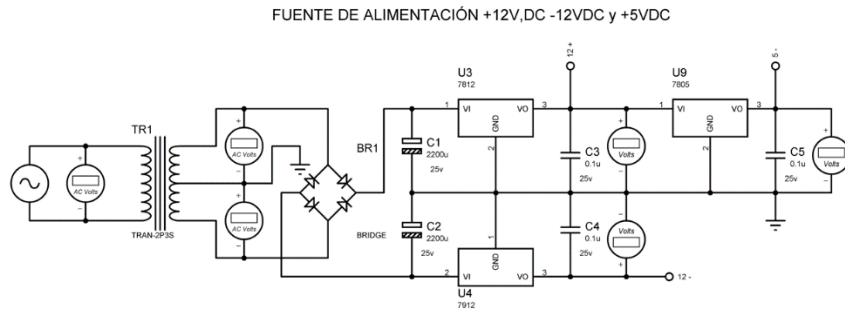 FUENTE DE ALIMENTACIÓN +12V,DC -12VDC y +5VDC
12 +
5 -
U3
7812
U9
7805
TR1
1
VI
VO
3
1
VI
VO
3
GND
GND
2
2
+
AC Volts
-
+
AC Volts
-
BR1
C1
2200u
25v
C3
0.1u
25v
+
Volts
-
C5
0.1u
25v
+
Volts
-
+
AC Volts
-
TRAN-2P3S
BRIDGE
C2
2200u
25v
1
GND
C4
0.1u
25v
-
Volts
+
2
VI
VO
3
12 -
U4
7912